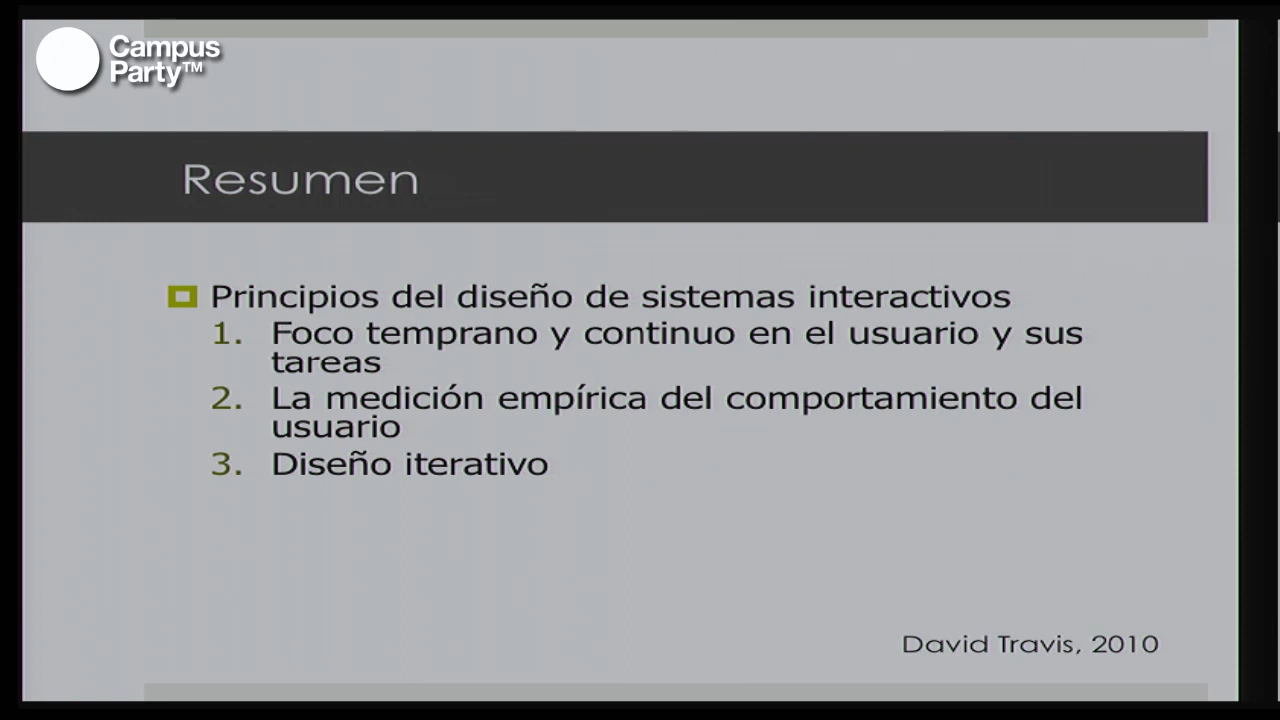 Campus
Party™
Resumen
Principios del diseño de sistemas interactivos
1. Foco temprano y continuo en el usuario y sus
tareas
2. La medición empírica del comportamiento del
usuario
3. Diseño iterativo
David Travis, 2010